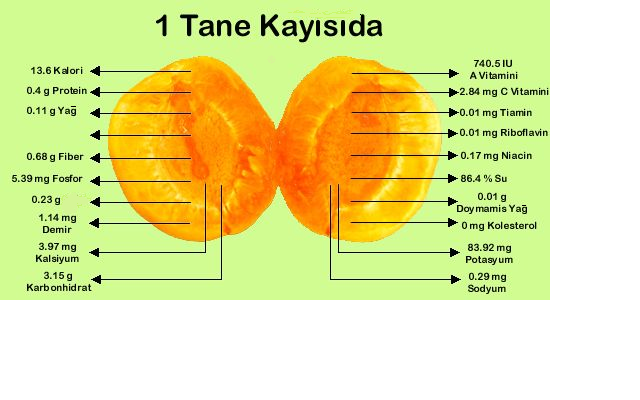 1 Tane Kayısıda
13.6 Kalori
0.4 g Protein
0.11 g Yağ
0.68 g Fiber
5.39 mg Fosfor
0.23 g
1.14 mg
Demir
3.97 mg
Kalsiyum
3.15 g
Karbonhidrat
740.5 IU
A Vitamini
2.84 mg C Vitamini
0.01 mg Tiamin
0.01 mg Riboflavin
0.17 mg Niacin
86.4 % Su
0.01 g
Doymamis Yağ
0 mg Kolesterol
83.92 mg
Potasyum
0.29 mg
Sodyum